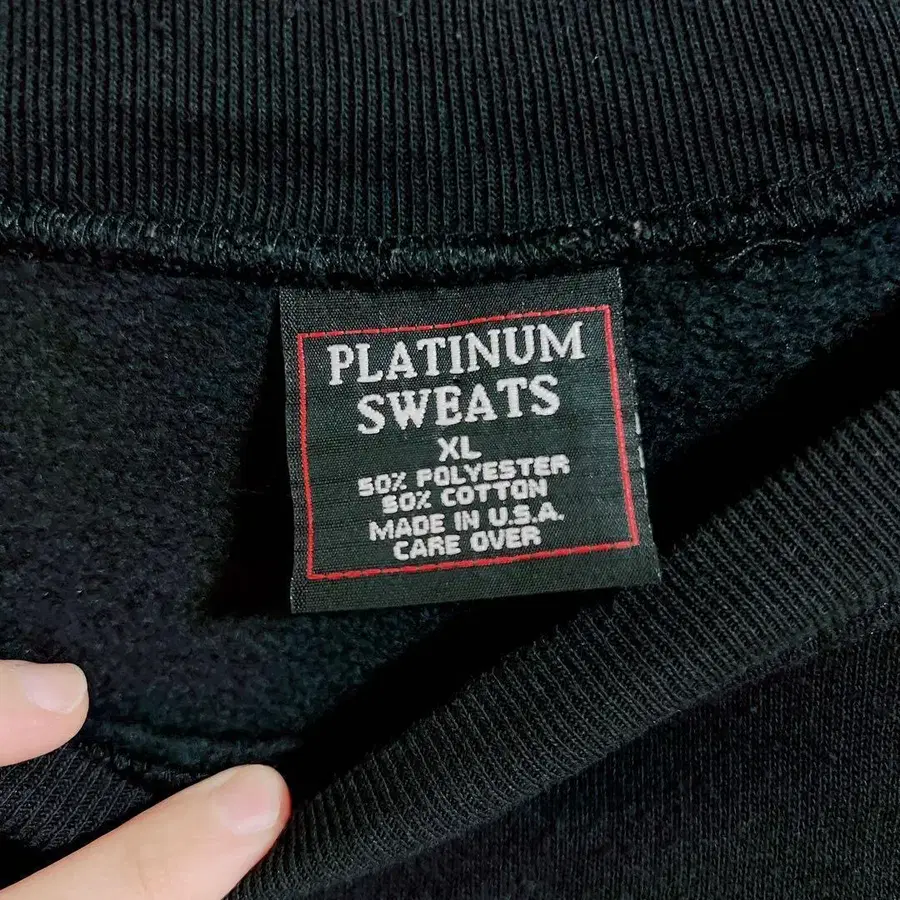 PLATINUM
SWEATS
XL
50% POLYESTER
50% COTTON
MADE IN U.S.A.
CARE OVER